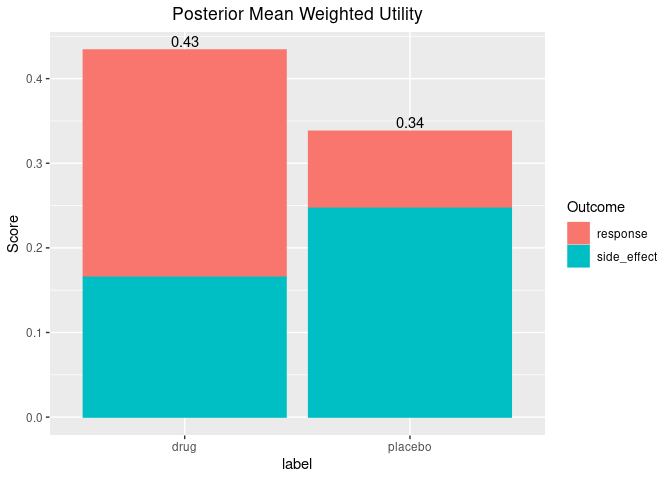 Posterior Mean Weighted Utility
0.43
0.34
0.4
0.3
0.2
0.1
0.0
Score
drug
placebo
label
Outcome
response
side_effect